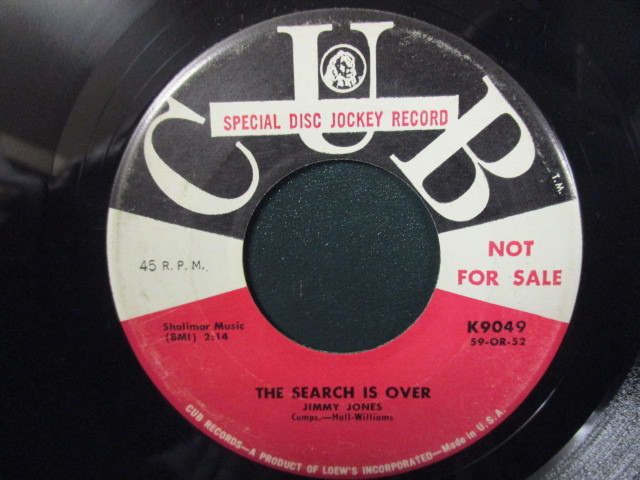 CUB
SPECIAL DISC JOCKEY RECORD
T.M.
45 R.P.M.
NOT
FOR SALE
Shalimar Music
(BMI) 2:14
K9049
59-OR-52
THE SEARCH IS OVER
JIMMY JONES
Comps.—Hall-Williams
CUB RECORDS—A PRODUCT OF LOEW'S INCORPORATED—Made in U.S.A.